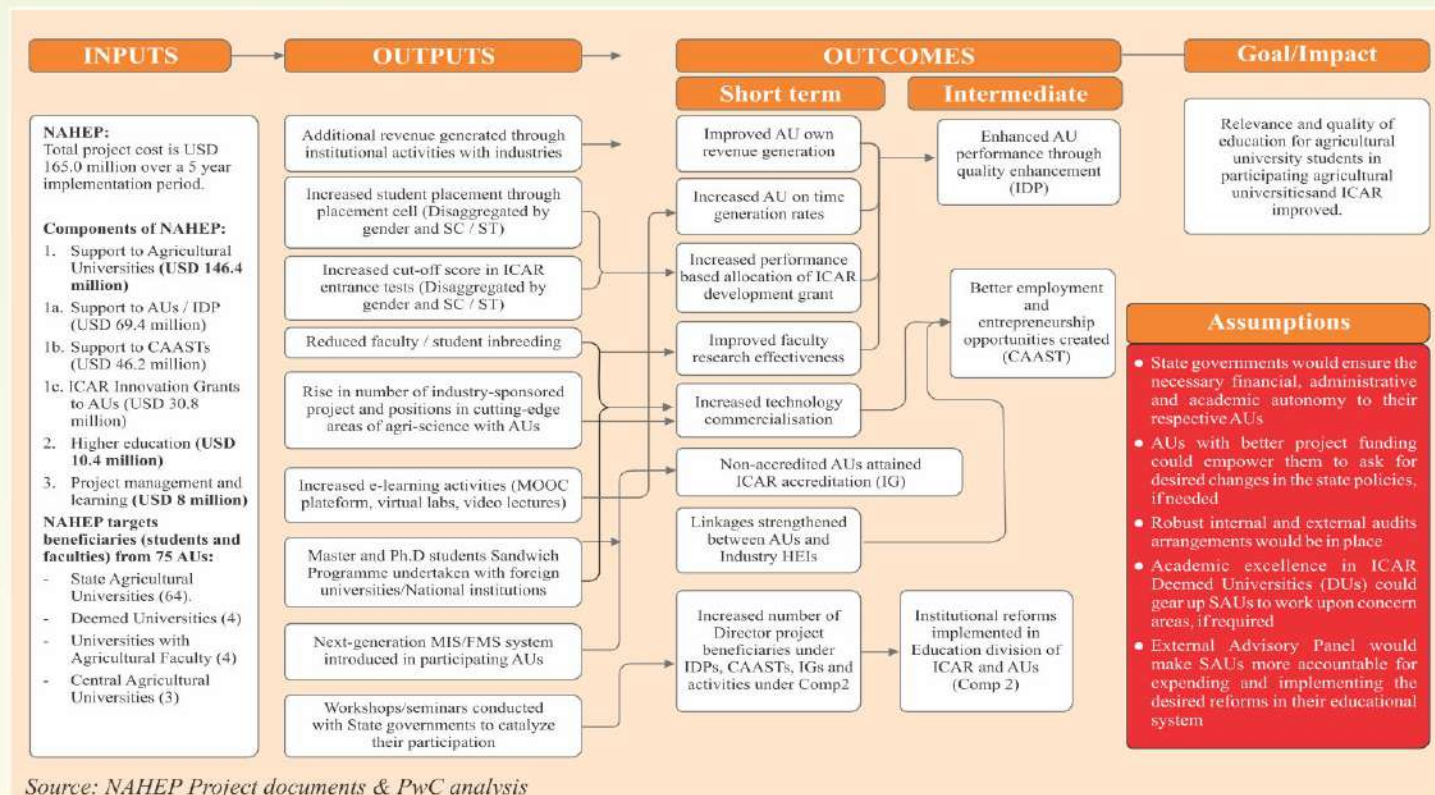 INPUTS
OUTPUTS
OUTCOMES
Goal/Impact
Short term
Intermediate
NAHEP:
Total project cost is USD
165.0 million over a 5 year
implementation period.
Components of NAHEP:
1. Support to Agricultural
Universities (USD 146.4
million)
1a. Support to AUs / IDP
(USD 69.4 million)
1b. Support to CAASTs
(USD 46.2 million)
1c. ICAR Innovation Grants
to AUs (USD 30.8
million)
2. Higher education (USD
10.4 million)
3. Project management and
learning (USD 8 million)
NAHEP targets
beneficiaries (students and
faculties) from 75 AUs:
- State Agricultural
Universities (64).
- Deemed Universities (4)
- Universities with
Agricultural Faculty (4)
- Central Agricultural
Universities (3)
Additional revenue generated through
institutional activities with industries
Increased student placement through
placement cell (Disaggregated by
gender and SC / ST)
Increased cut-off score in ICAR
entrance tests (Disaggregated by
gender and SC / ST)
Reduced faculty / student inbreeding
Rise in number of industry-sponsored
project and positions in cutting-edge
areas of agri-science with AUs
Increased e-learning activities (MOOC
plateform, virtual labs, video lectures)
Master and Ph.D students Sandwich
Programme undertaken with foreign
universities/National institutions
Next-generation MIS/FMS system
introduced in participating AUs
Workshops/seminars conducted
with State governments to catalyze
their participation
Improved AU own
revenue generation
Increased AU on time
generation rates
Increased performance
based allocation of ICAR
development grant
Improved faculty
research effectiveness
Increased technology
commercialisation
Non-accredited AUs attained
ICAR accreditation (IG)
Linkages strengthened
between AUs and
Industry HEIs
Increased number of
Director project
beneficiaries under
IDPs, CAASTs, IGs and
activities under Comp2
Enhanced AU
performance through
quality enhancement
(IDP)
Better employment
and
entrepreneurship
opportunities created
(CAAST)
Institutional reforms
implemented in
Education division of
ICAR and AUs
(Comp 2)
Relevance and quality of
education for agricultural
university students in
participating agricultural
universitiesand ICAR
improved.
Assumptions
● State governments would ensure the
necessary financial, administrative
and academic autonomy to their
respective AUs
● AUs with better project funding
could empower them to ask for
desired changes in the state policies,
if needed
● Robust internal and external audits
arrangements would be in place
● Academic excellence in ICAR
Deemed Universities (DUs) could
gear up SAUs to work upon concern
areas, if required
● External Advisory Panel would
make SAUs more accountable for
expending and implementing the
desired reforms in their educational
system
Source: NAHEP Project documents & PwC analysis